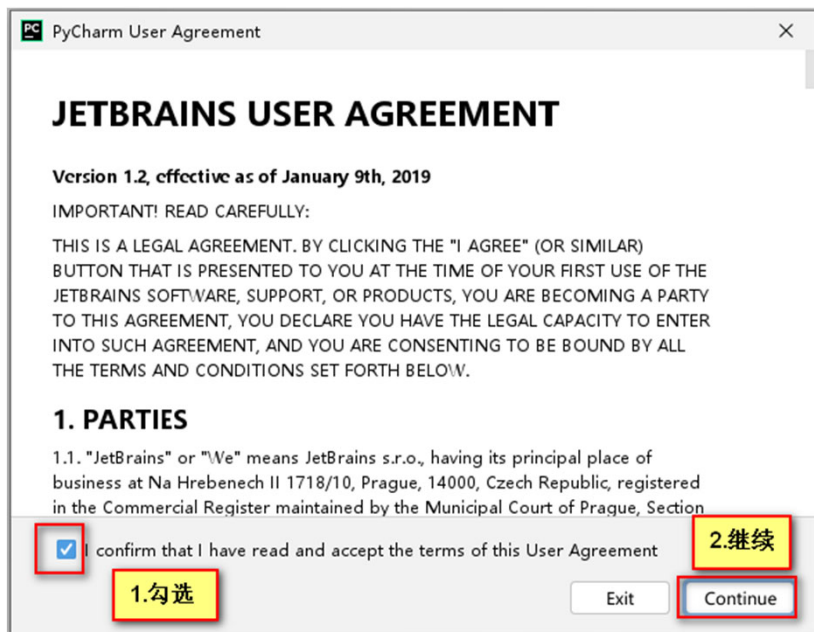 PC PyCharm User Agreement
JETBRAINS USER AGREEMENT
Version 1.2, effective as of January 9th, 2019
IMPORTANT! READ CAREFULLY:
THIS IS A LEGAL AGREEMENT. BY CLICKING THE "I AGREE" (OR SIMILAR)
BUTTON THAT IS PRESENTED TO YOU AT THE TIME OF YOUR FIRST USE OF THE
JETBRAINS SOFTWARE, SUPPORT, OR PRODUCTS, YOU ARE BECOMING A PARTY
TO THIS AGREEMENT, YOU DECLARE YOU HAVE THE LEGAL CAPACITY TO ENTER
INTO SUCH AGREEMENT, AND YOU ARE CONSENTING TO BE BOUND BY ALL
THE TERMS AND CONDITIONS SET FORTH BELOW.
1. PARTIES
1.1. "JetBrains" or "We" means JetBrains s.r.o., having its principal place of
business at Na Hrebenech II 1718/10, Prague, 14000, Czech Republic, registered
in the Commercial Register maintained by the Municipal Court of Prague, Section
I confirm that I have read and accept the terms of this User Agreement
2.继续
1.勾选
Exit
Continue